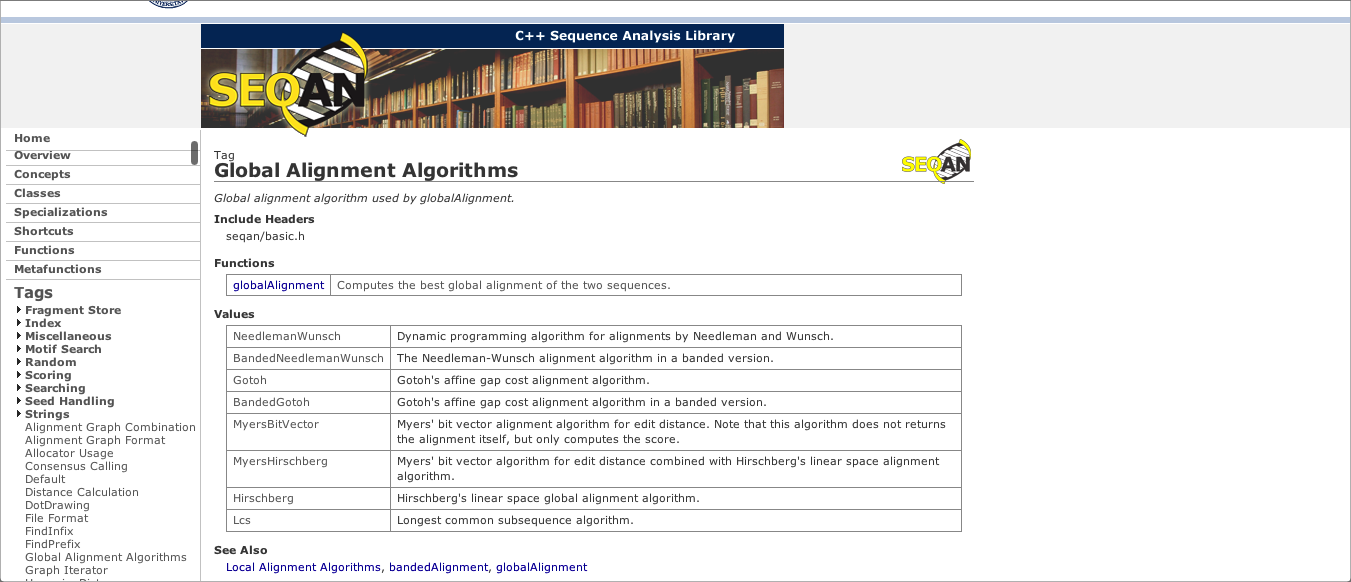 C++ Sequence Analysis Library
SEQAN
Home
Overview
Concepts
Classes
Specializations
Shortcuts
Functions
Metafunctions
Tags
Fragment Store
Index
Miscellaneous
Motif Search
Random
Scoring
Searching
Seed Handling
Strings
Alignment Graph Combination
Alignment Graph Format
Allocator Usage
Consensus Calling
Default
Distance Calculation
DotDrawing
File Format
FindInfix
FindPrefix
Global Alignment Algorithms
Graph Iterator
Tag
Global Alignment Algorithms
SEQAN
Global alignment algorithm used by globalAlignment.
Include Headers
seqan/basic.h
Functions
globalAlignment Computes the best global alignment of the two sequences.
Values
NeedlemanWunsch Dynamic programming algorithm for alignments by Needleman and Wunsch.
BandedNeedlemanWunsch The Needleman-Wunsch alignment algorithm in a banded version.
Gotoh Gotoh's affine gap cost alignment algorithm.
BandedGotoh Gotoh's affine gap cost alignment algorithm in a banded version.
MyersBitVector Myers' bit vector alignment algorithm for edit distance. Note that this algorithm does not returns
the alignment itself, but only computes the score.
MyersHirschberg Myers' bit vector algorithm for edit distance combined with Hirschberg's linear space alignment
algorithm.
Hirschberg Hirschberg's linear space global alignment algorithm.
Lcs Longest common subsequence algorithm.
See Also
Local Alignment Algorithms, bandedAlignment, globalAlignment